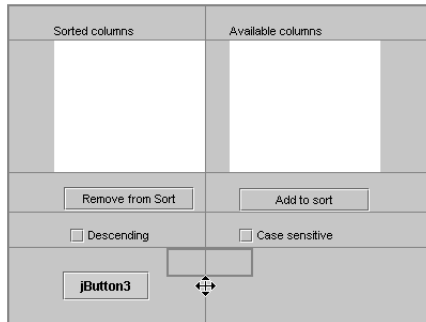 Sorted columns Available columns
Remove from Sort Add to sort
Descending Case sensitive
jButton3